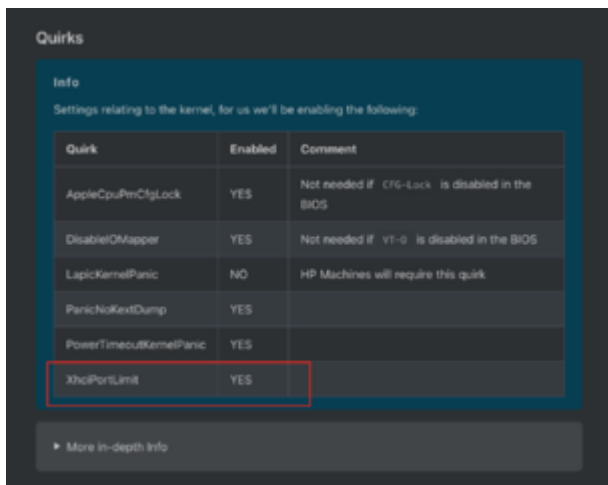 Quirks
Info
Settings relating to the kernel, for us we'll be enabling the following:
Quirk Enabled Comment
AppleCpuPmCfgLock YES Not needed if CFG-Lock is disabled in the
BIOS
DisableIOMapper YES Not needed if VT-D is disabled in the BIOS
LapicKernelPanic NO HP Machines will require this quirk
PanicNoKextDump YES
PowerTimeoutKernelPanic YES
XhciPortLimit YES
▶ More in-depth Info